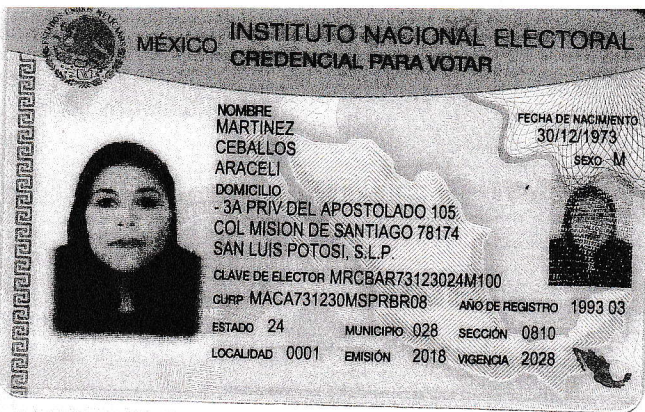 MÉXICO INSTITUTO NACIONAL ELECTORAL
CREDENCIAL PARA VOTAR
NOMBRE
MARTINEZ
CEBALLOS
ARACELI
FECHA DE NACIMIENTO
30/12/1973
SEXO M
DOMICILIO
- 3A PRIV DEL APOSTOLADO 105
COL MISION DE SANTIAGO 78174
SAN LUIS POTOSI, S.L.P.
CLAVE DE ELECTOR MRCBAR73123024M100
CURP MACA731230MSPRBR08 AÑO DE REGISTRO 1993 03
ESTADO 24 MUNICIPIO 028 SECCIÓN 0810
LOCALIDAD 0001 EMISIÓN 2018 VIGENCIA 2028